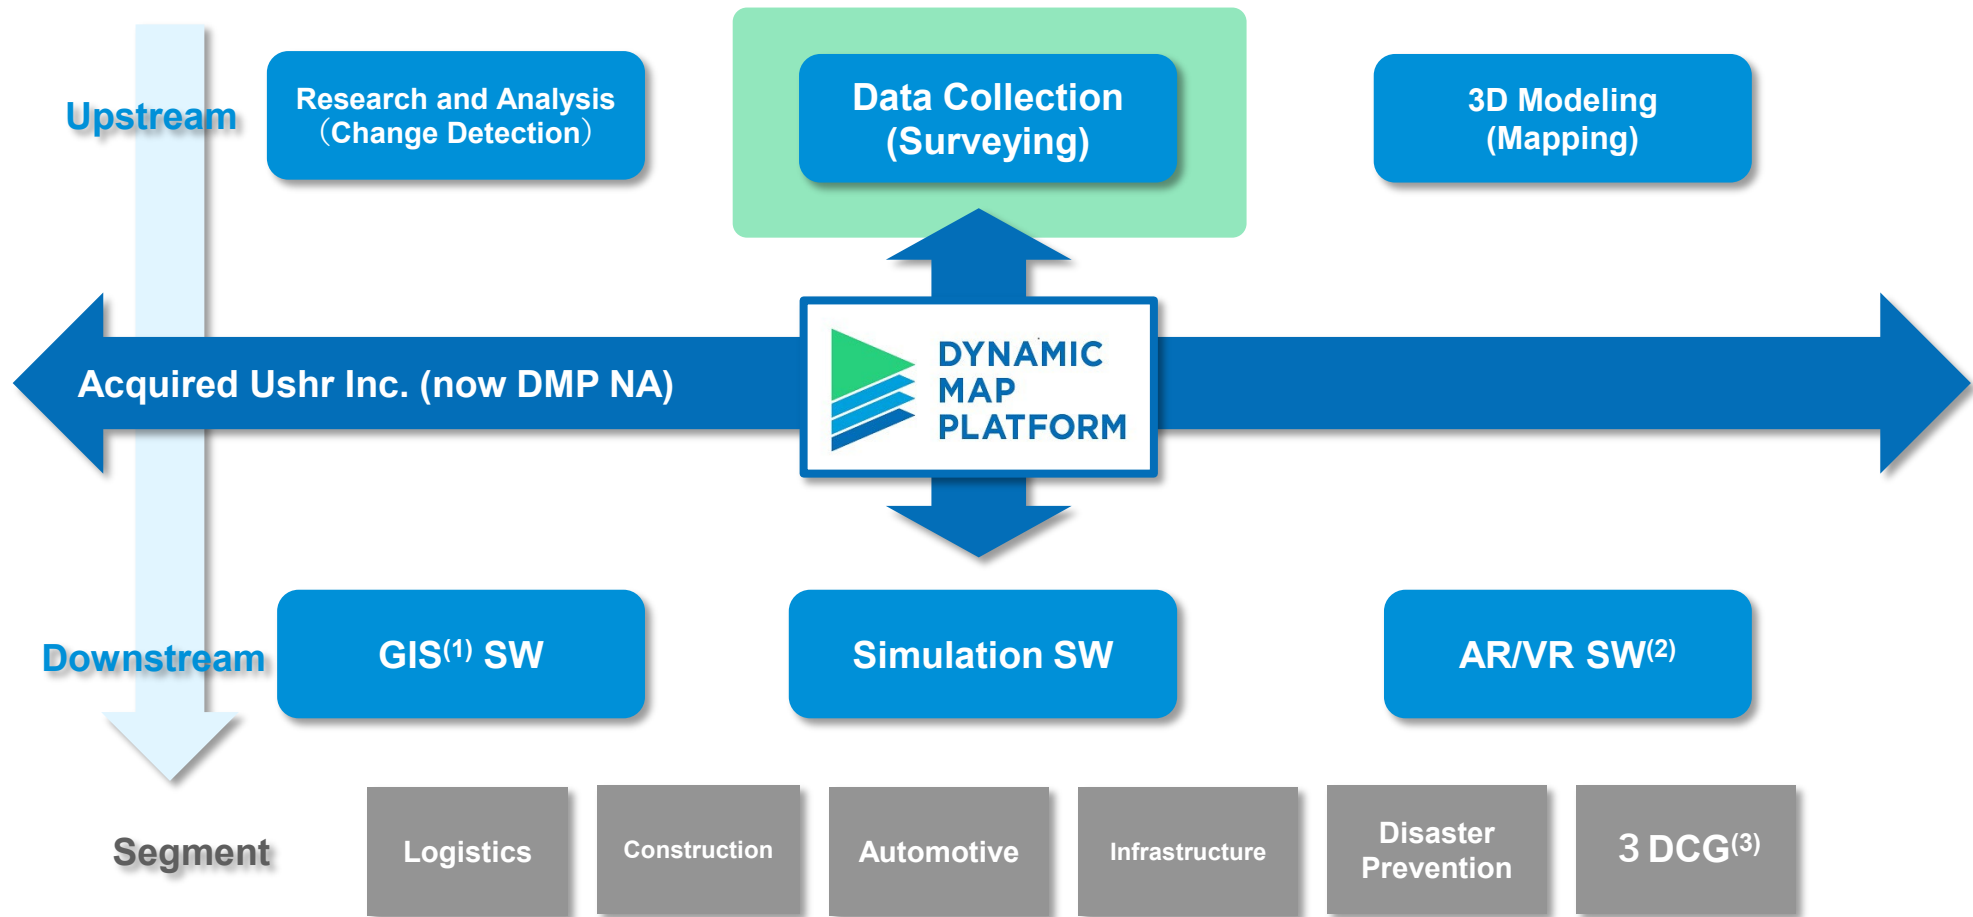 Upstream
Research and Analysis
（Change Detection）
Data Collection
(Surveying)
3D Modeling
(Mapping)
Acquired Ushr Inc. (now DMP NA)
DYNAMIC
MAP
PLATFORM
Downstream
GIS(1) SW
Simulation SW
AR/VR SW(2)
Segment
Logistics
Construction
Automotive
Infrastructure
Disaster
Prevention
３DCG(3)